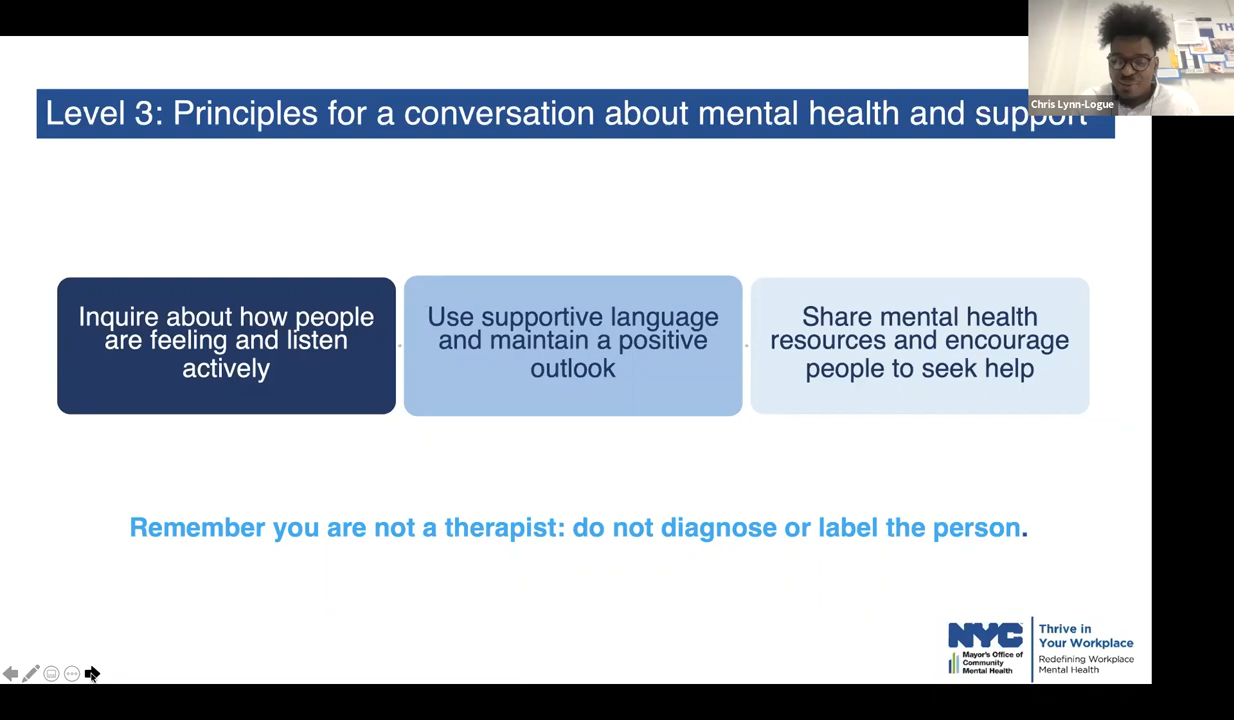 Level 3: Principles for a conversation about mental health and support
Chris Lynn-Logue
Inquire about how people
are feeling and listen
actively
Use supportive language
and maintain a positive
outlook
Share mental health
resources and encourage
people to seek help
Remember you are not a therapist: do not diagnose or label the person.
NYC
Mayor's Office of
Community
Mental Health
Thrive in
Your Workplace
Redefining Workplace
Mental Health